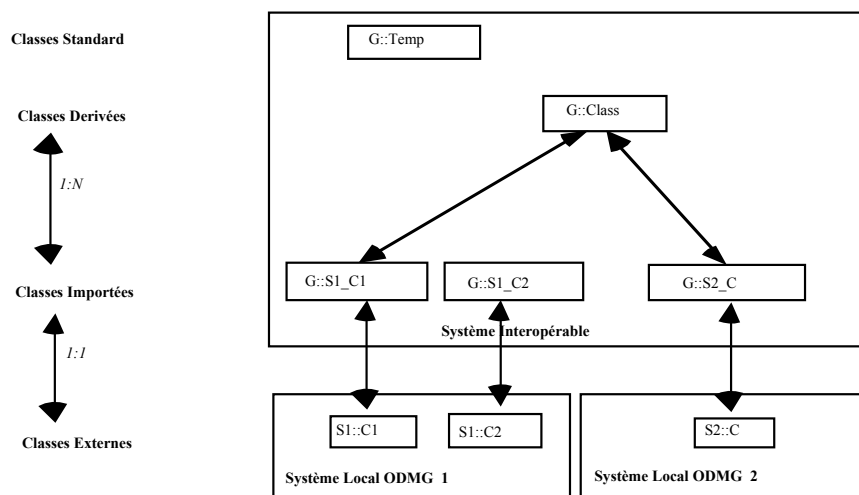 Classes Standard
G::Temp
Classes Derivées
G::Class
1:N
G::S1_C1
G::S1_C2
G::S2_C
Classes Importées
Système Interopérable
1:1
S1::C1
S1::C2
S2::C
Classes Externes
Système Local ODMG 1
Système Local ODMG 2